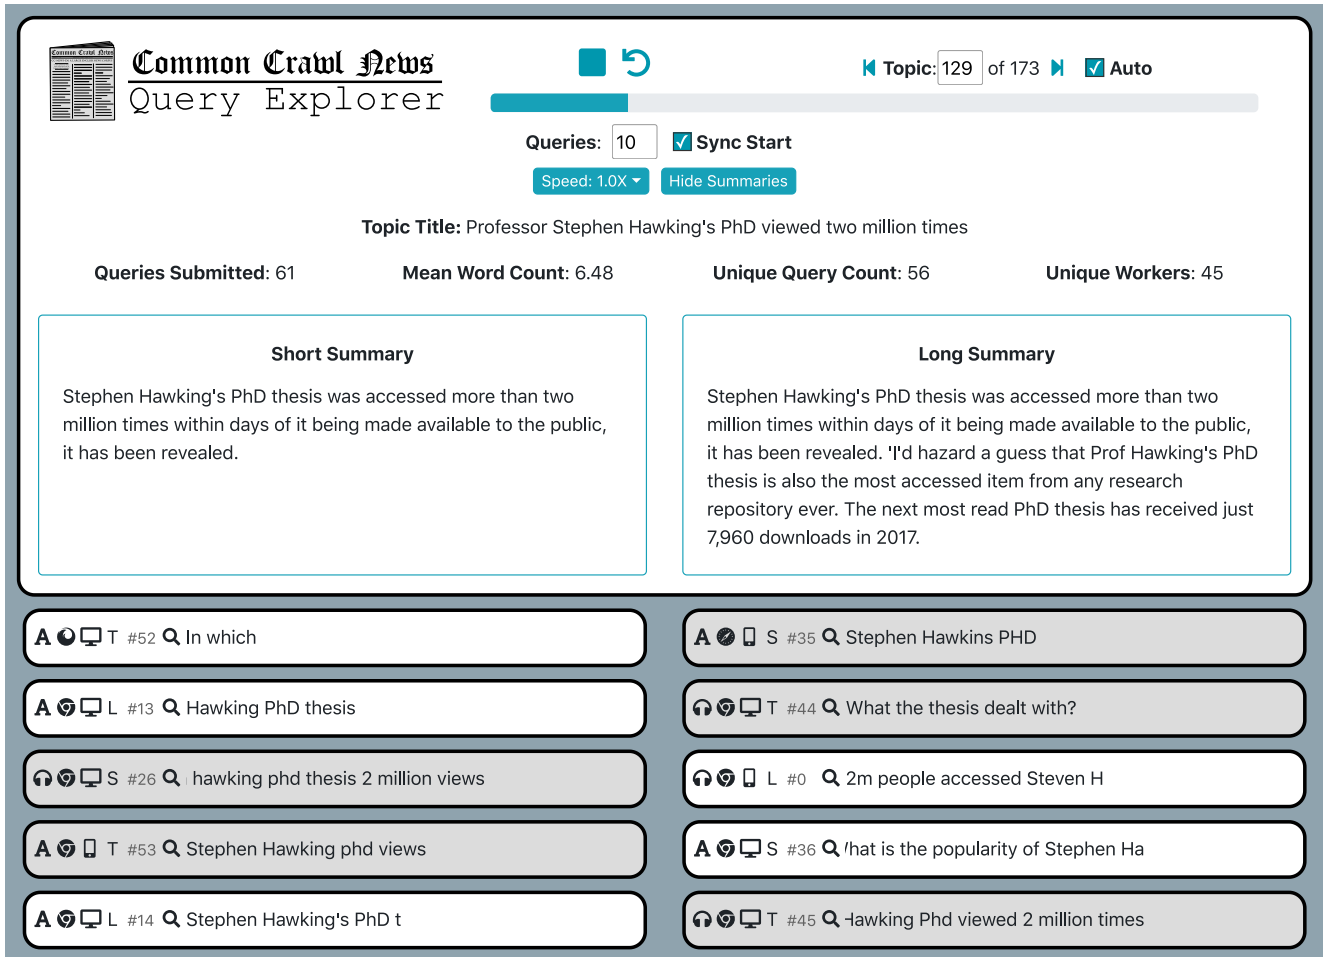 Common Crawl News
Common Crawl News
Query Explorer
Topic: 129 of 173 Auto
Queries: 10 Sync Start
Speed: 1.0X Hide Summaries
Topic Title: Professor Stephen Hawking's PhD viewed two million times
Queries Submitted: 61 Mean Word Count: 6.48 Unique Query Count: 56 Unique Workers: 45
Short Summary
Stephen Hawking's PhD thesis was accessed more than two
million times within days of it being made available to the public,
it has been revealed.
Long Summary
Stephen Hawking's PhD thesis was accessed more than two
million times within days of it being made available to the public,
it has been revealed. 'I'd hazard a guess that Prof Hawking's PhD
thesis is also the most accessed item from any research
repository ever. The next most read PhD thesis has received just
7,960 downloads in 2017.
A T #52 In which
A S #35 Stephen Hawkins PHD
A L #13 Hawking PhD thesis
T #44 What the thesis dealt with?
S #26 hawking phd thesis 2 million views
L #0 2m people accessed Steven H
A T #53 Stephen Hawking phd views
A S #36 hat is the popularity of Stephen Ha
A L #14 Stephen Hawking's PhD t
T #45 Hawking Phd viewed 2 million times